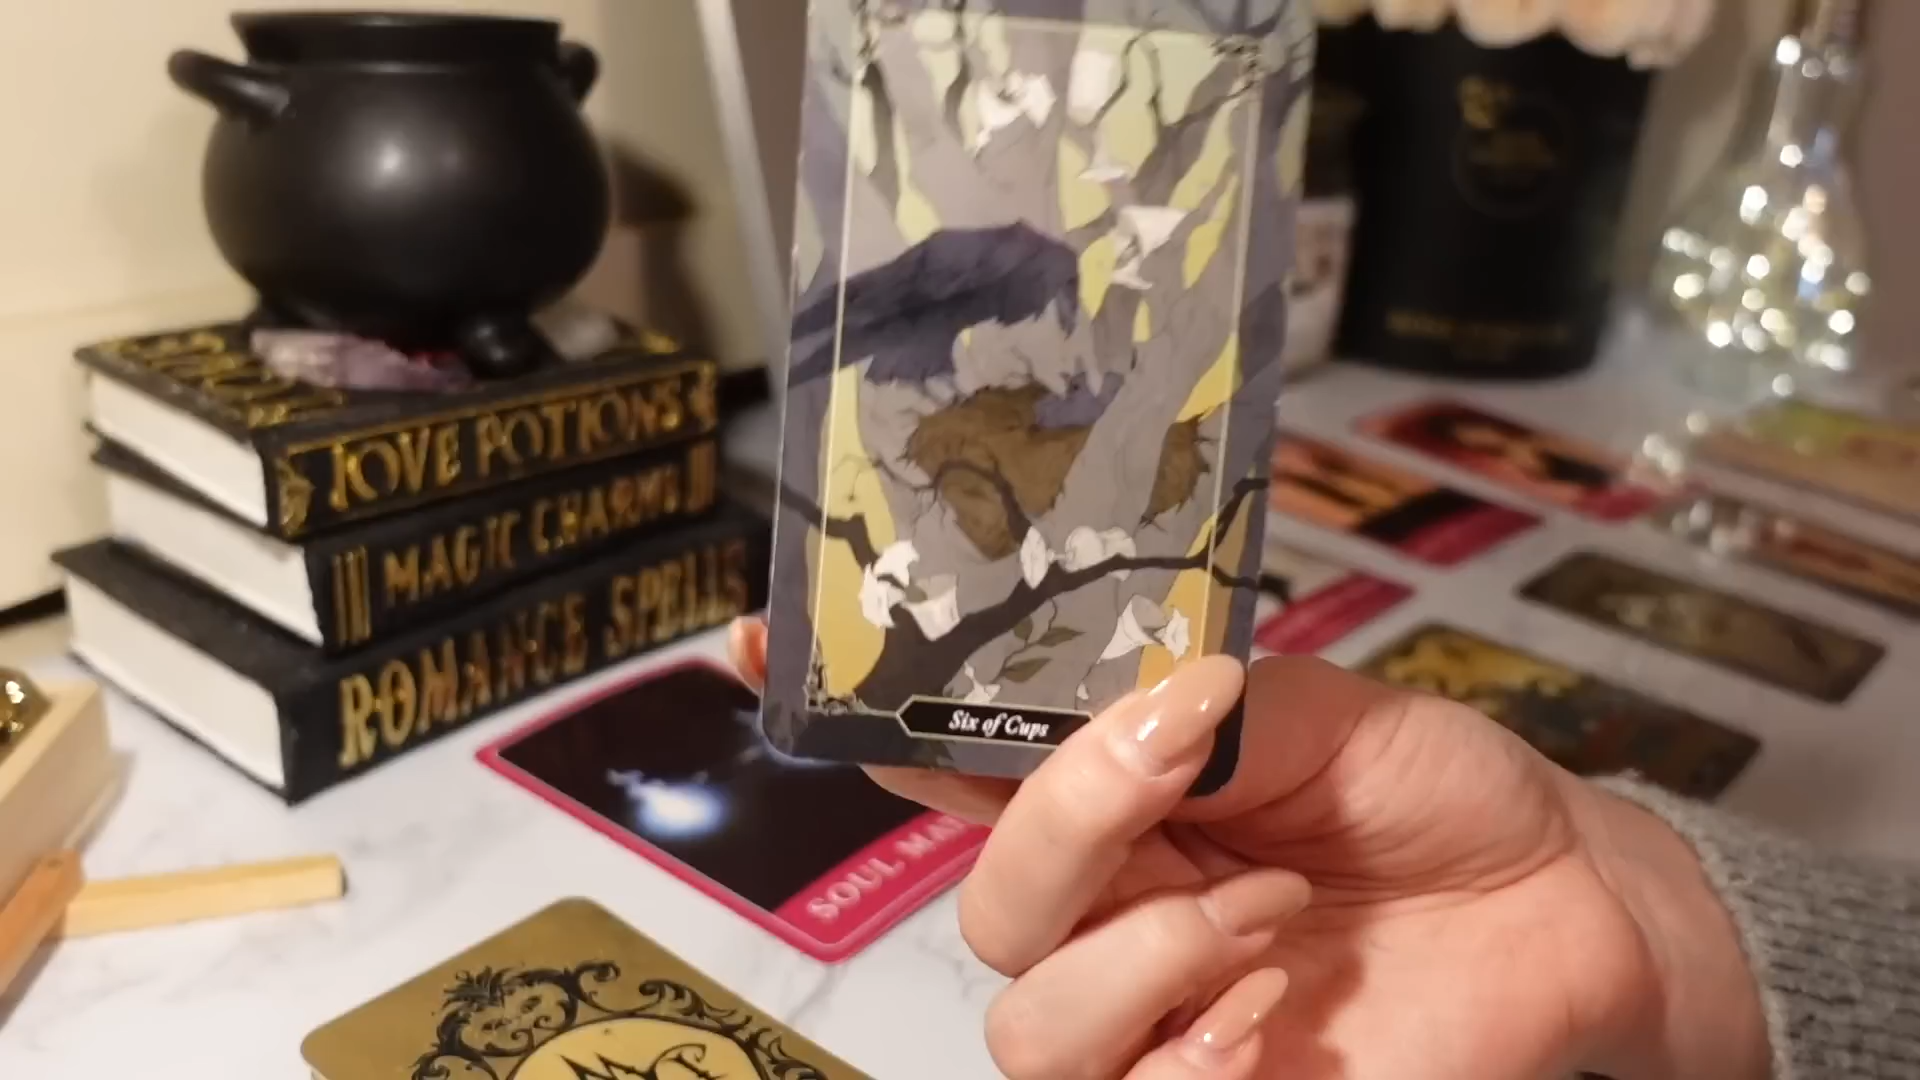 LOVE POTIONS
MAGIC CHARMS
ROMANCE SPELLS
Six of Cups
SOUL MA